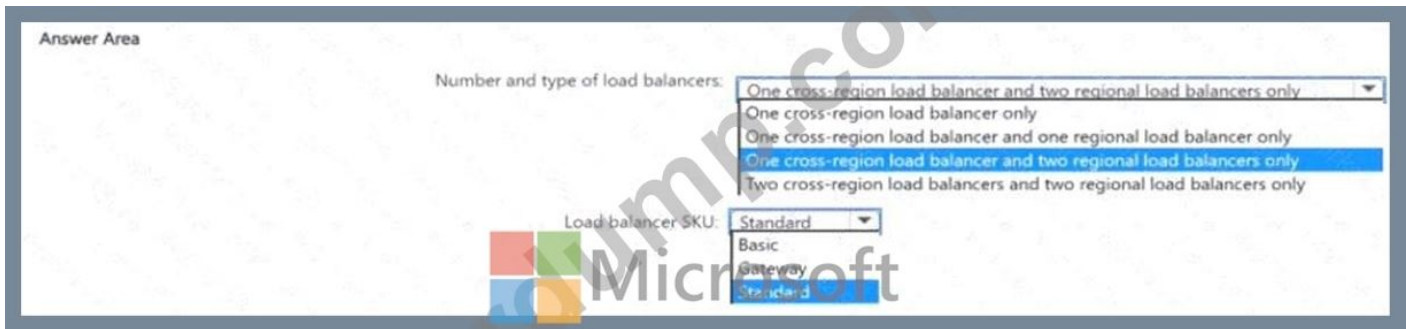 Answer Area
Number and type of load balancers:
One cross-region load balancer and two regional load balancers only
One cross-region load balancer only
One cross-region load balancer and one regional load balancer only
One cross-region load balancer and two regional load balancers only
Two cross-region load balancers and two regional load balancers only
Load balancer SKU:
Standard
Basic
Gateway
Standard
Microsoft